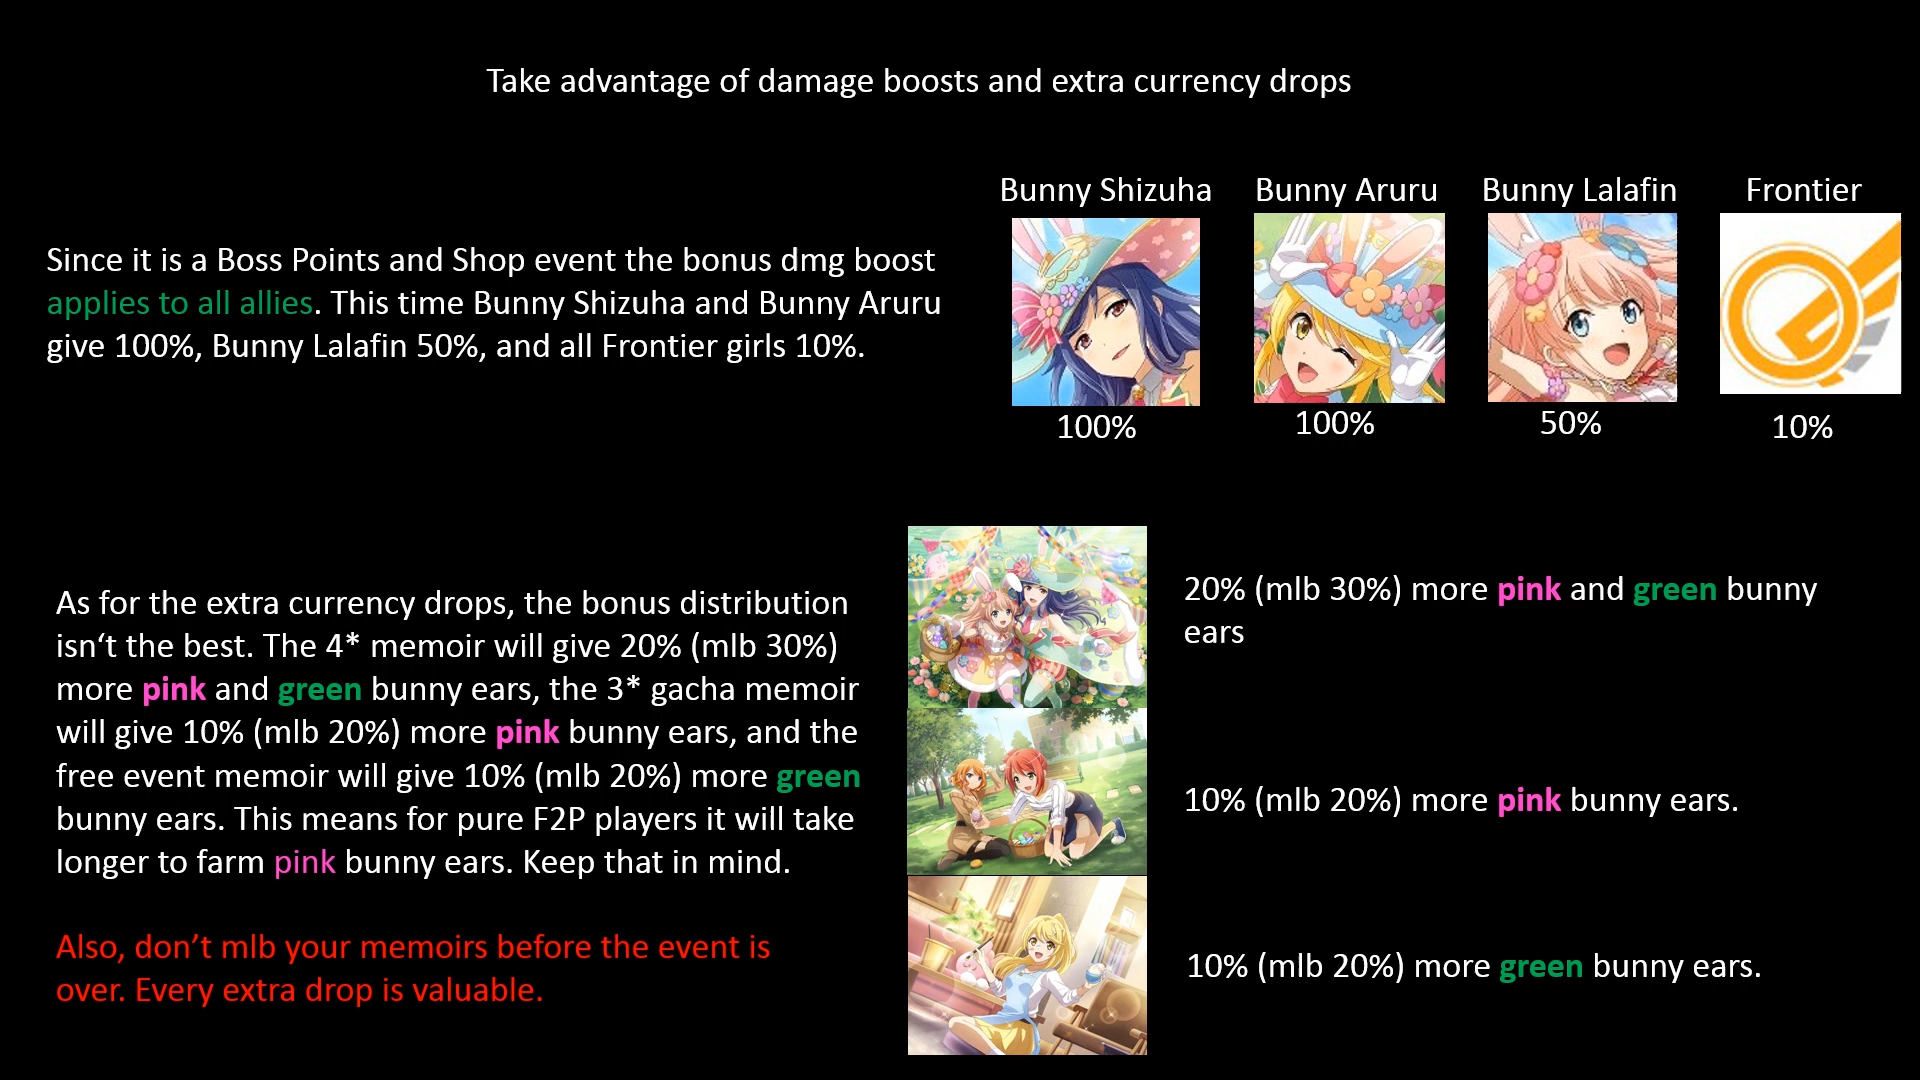 Take advantage of damage boosts and extra currency drops
Bunny Shizuha
Bunny Aruru
Bunny Lalafin
Frontier
Since it is a Boss Points and Shop event the bonus dmg boost
applies to all allies. This time Bunny Shizuha and Bunny Aruru
give 100%, Bunny Lalafin 50%, and all Frontier girls 10%.
100%
100%
50%
10%
As for the extra currency drops, the bonus distribution
isn‘t the best. The 4* memoir will give 20% (mlb 30%)
more pink and green bunny ears, the 3* gacha memoir
will give 10% (mlb 20%) more pink bunny ears, and the
free event memoir will give 10% (mlb 20%) more green
bunny ears. This means for pure F2P players it will take
longer to farm pink bunny ears. Keep that in mind.
Also, don’t mlb your memoirs before the event is
over. Every extra drop is valuable.
20% (mlb 30%) more pink and green bunny
ears
10% (mlb 20%) more pink bunny ears.
10% (mlb 20%) more green bunny ears.